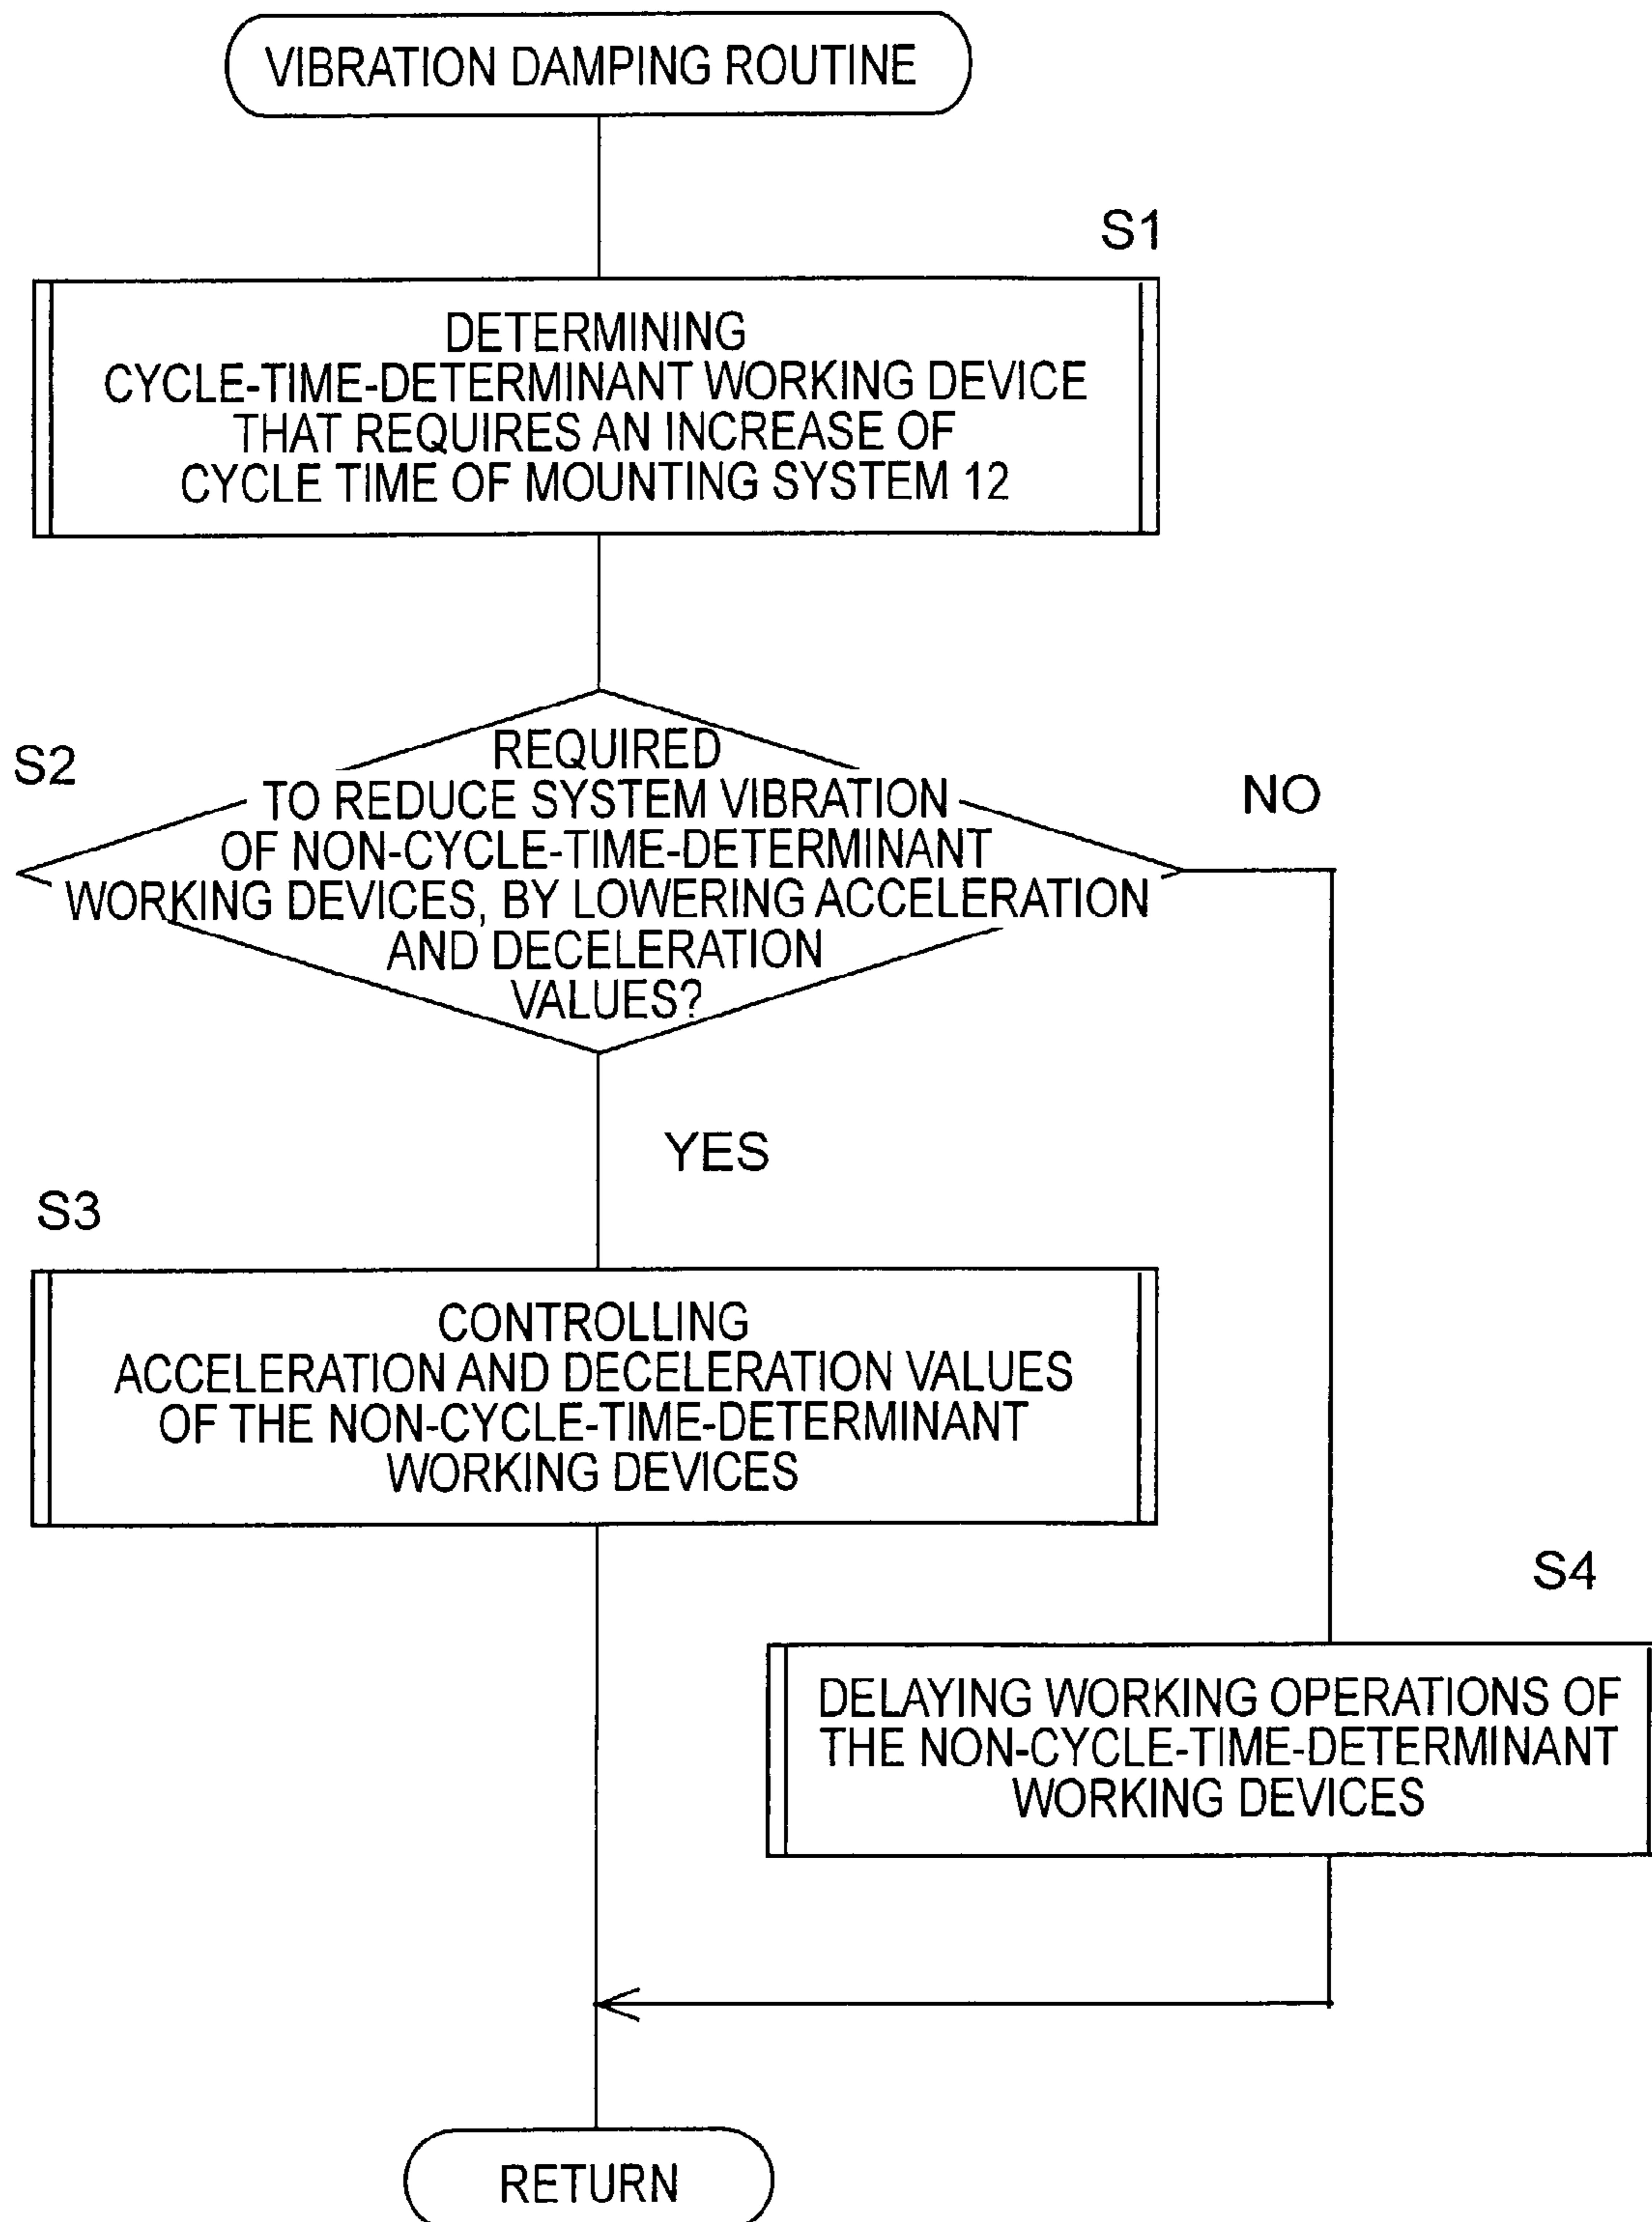 VIBRATION DAMPING ROUTINE
S1
DETERMINING
CYCLE-TIME-DETERMINANT WORKING DEVICE
THAT REQUIRES AN INCREASE OF
CYCLE TIME OF MOUNTING SYSTEM 12
S2
REQUIRED
TO REDUCE SYSTEM VIBRATION
OF NON-CYCLE-TIME-DETERMINANT
WORKING DEVICES, BY LOWERING ACCELERATION
AND DECELERATION
VALUES?
NO
YES
S3
CONTROLLING
ACCELERATION AND DECELERATION VALUES
OF THE NON-CYCLE-TIME-DETERMINANT
WORKING DEVICES
S4
DELAYING WORKING OPERATIONS OF
THE NON-CYCLE-TIME-DETERMINANT
WORKING DEVICES
RETURN